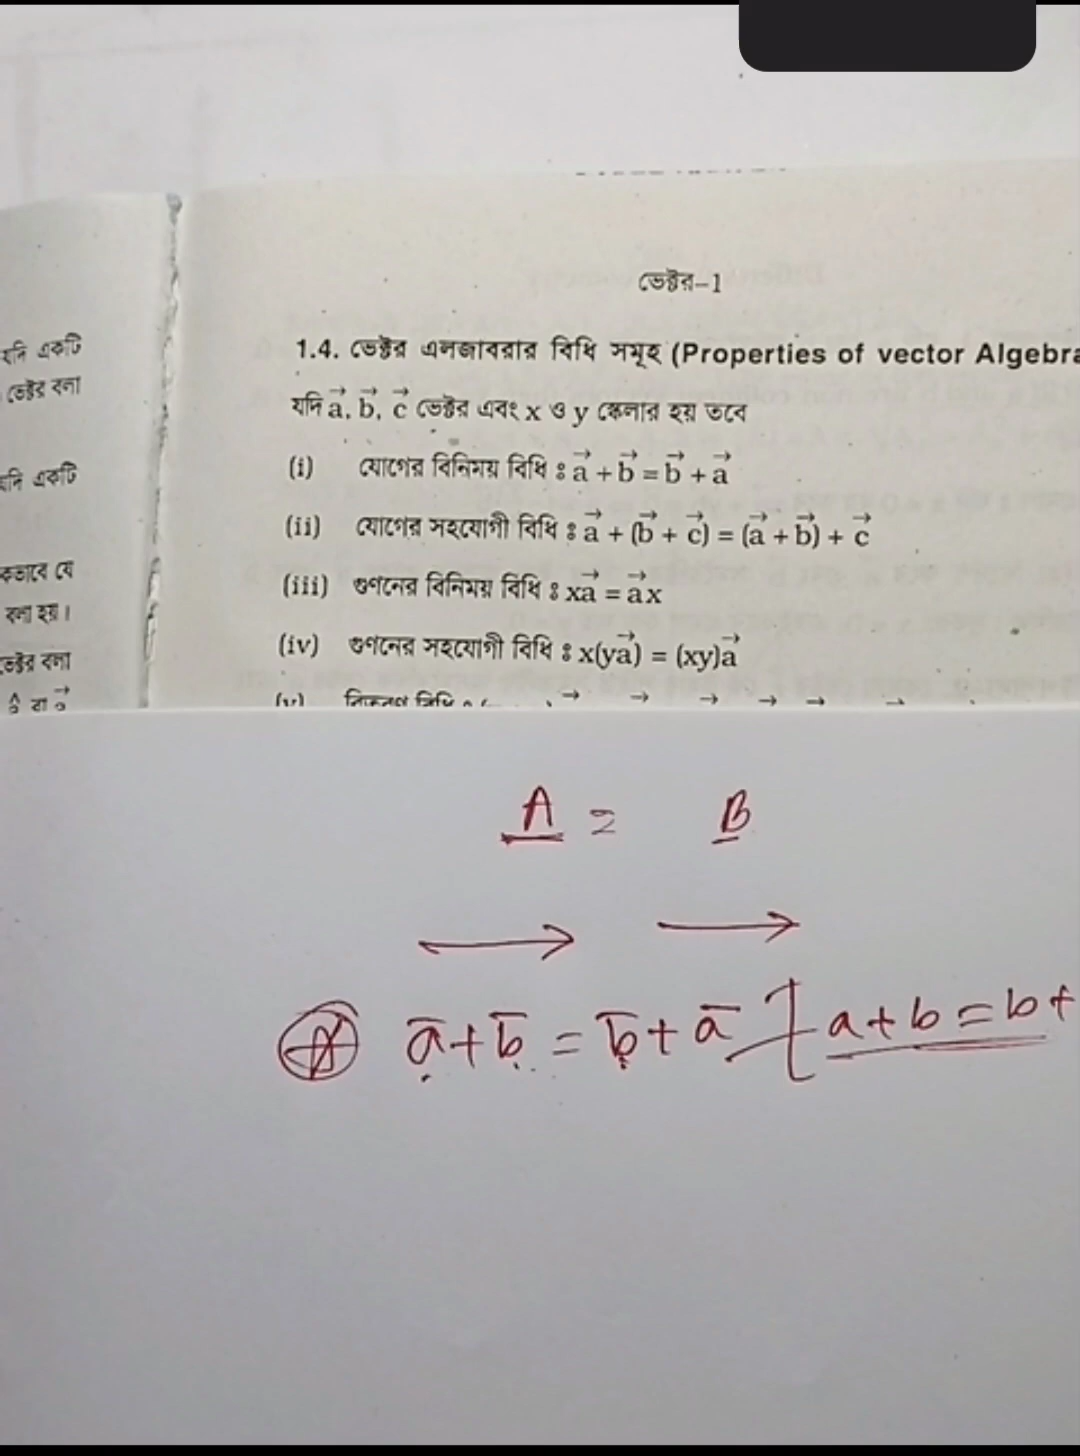 ভেক্টর-1
যদি একটি
ভেক্টর বলা
একটি
যে
বলা হয়।
ভেক্টর বলা
â বা a⃗
1.4. ভেক্টর এলজাবরার বিধি সমূহ (Properties of vector Algebra
যদি a⃗, b⃗, c⃗ ভেক্টর এবং x ও y স্কেলার হয় তবে
(i) যোগের বিনিময় বিধি ঃ a⃗ + b⃗ = b⃗ + a⃗
(ii) যোগের সহযোগী বিধি ঃ a⃗ + (b⃗ + c⃗) = (a⃗ + b⃗) + c⃗
(iii) গুণনের বিনিময় বিধি ঃ xa⃗ = a⃗x
(iv) গুণনের সহযোগী বিধি ঃ x(ya⃗) = (xy)a⃗
(v)
A = B
a̅ + b̅ = b̅ + a̅ a + b = b +